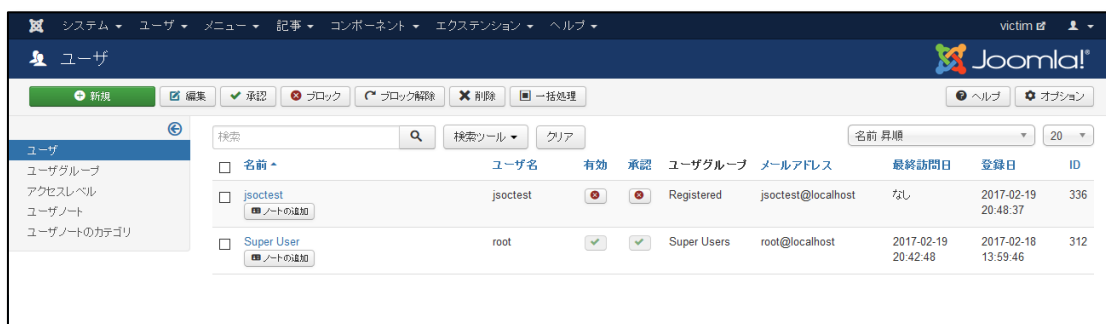 システム ユーザ メニュー 記事 コンポーネント エクステンション ヘルプ victim
ユーザ Joomla!®
新規 編集 承認 ブロック ブロック解除 削除 一括処理 ヘルプ オプション
検索 検索ツール クリア 名前 昇順 20
ユーザ
ユーザグループ
アクセスレベル
ユーザノート
ユーザノートのカテゴリ
名前 ユーザ名 有効 承認 ユーザグループ メールアドレス 最終訪問日 登録日 ID
jsoctest jsoctest Registered jsoctest@localhost なし 2017-02-19 336
ノートの追加 20:48:37
Super User root Super Users root@localhost 2017-02-19 2017-02-18 312
ノートの追加 20:42:48 13:59:46